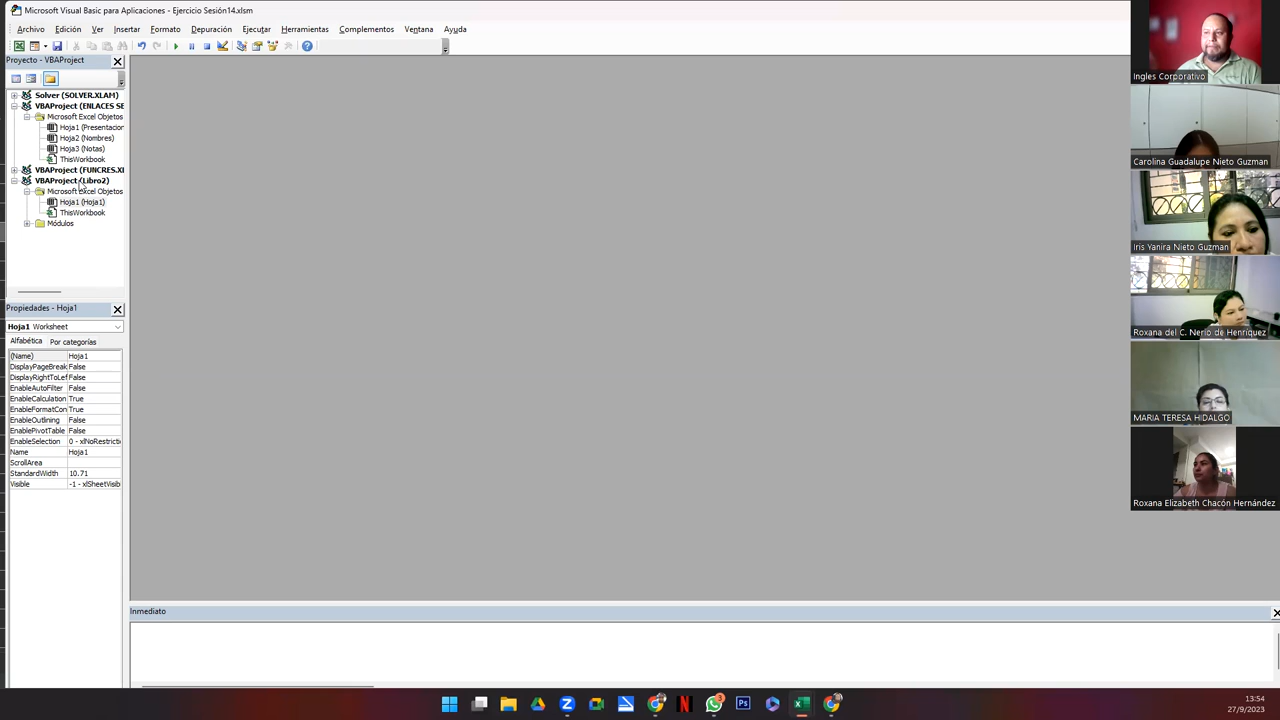 Microsoft Visual Basic para Aplicaciones - Ejercicio Sesión14.xlsm
Archivo Edición Ver Insertar Formato Depuración Ejecutar Herramientas Complementos Ventana Ayuda
Proyecto - VBAProject
Solver (SOLVER.XLAM)
VBAProject (ENLACES SE
Microsoft Excel Objetos
Hoja1 (Presentacion
Hoja2 (Nombres)
Hoja3 (Notas)
ThisWorkbook
VBAProject (FUNCRES.XL
VBAProject (Libro2)
Microsoft Excel Objetos
Hoja1 (Hoja1)
ThisWorkbook
Módulos
Propiedades - Hoja1
Hoja1 Worksheet
Alfabética Por categorías
(Name) Hoja1
DisplayPageBreak False
DisplayRightToLef False
EnableAutoFilter False
EnableCalculation True
EnableFormatCon True
EnableOutlining False
EnablePivotTable False
EnableSelection 0 - xlNoRestricti
Name Hoja1
ScrollArea
StandardWidth 10.71
Visible -1 - xlSheetVisib
Inmediato
Ingles Corporativo
Carolina Guadalupe Nieto Guzman
Iris Yanira Nieto Guzman
Roxana del C. Nerio de Henríquez
MARIA TERESA HIDALGO
Roxana Elizabeth Chacón Hernández
3
13:54
27/9/2023